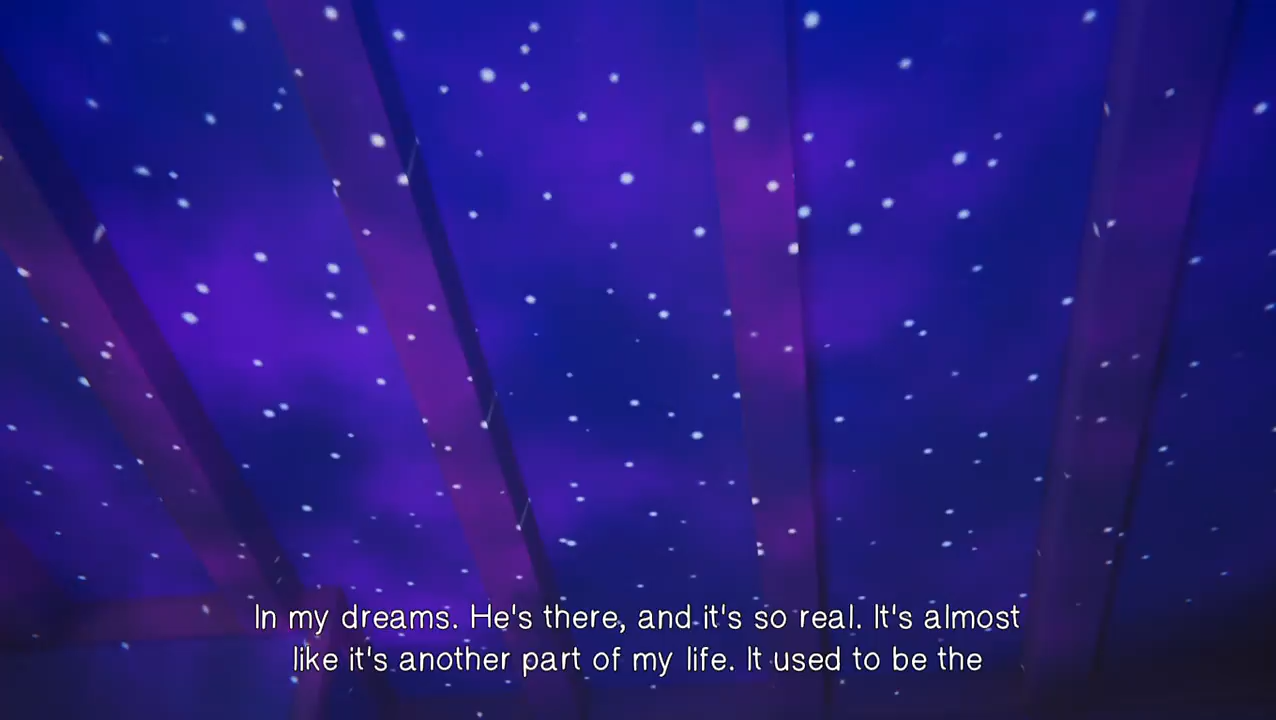 In my dreams. He's there, and it's so real. It's almost
like it's another part of my life. It used to be the